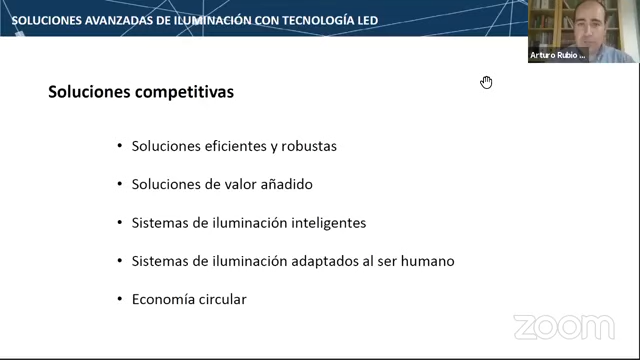 SOLUCIONES AVANZADAS DE ILUMINACIÓN CON TECNOLOGÍA LED
Arturo Rubio ...
Soluciones competitivas
• Soluciones eficientes y robustas
• Soluciones de valor añadido
• Sistemas de iluminación inteligentes
• Sistemas de iluminación adaptados al ser humano
• Economía circular
zoom